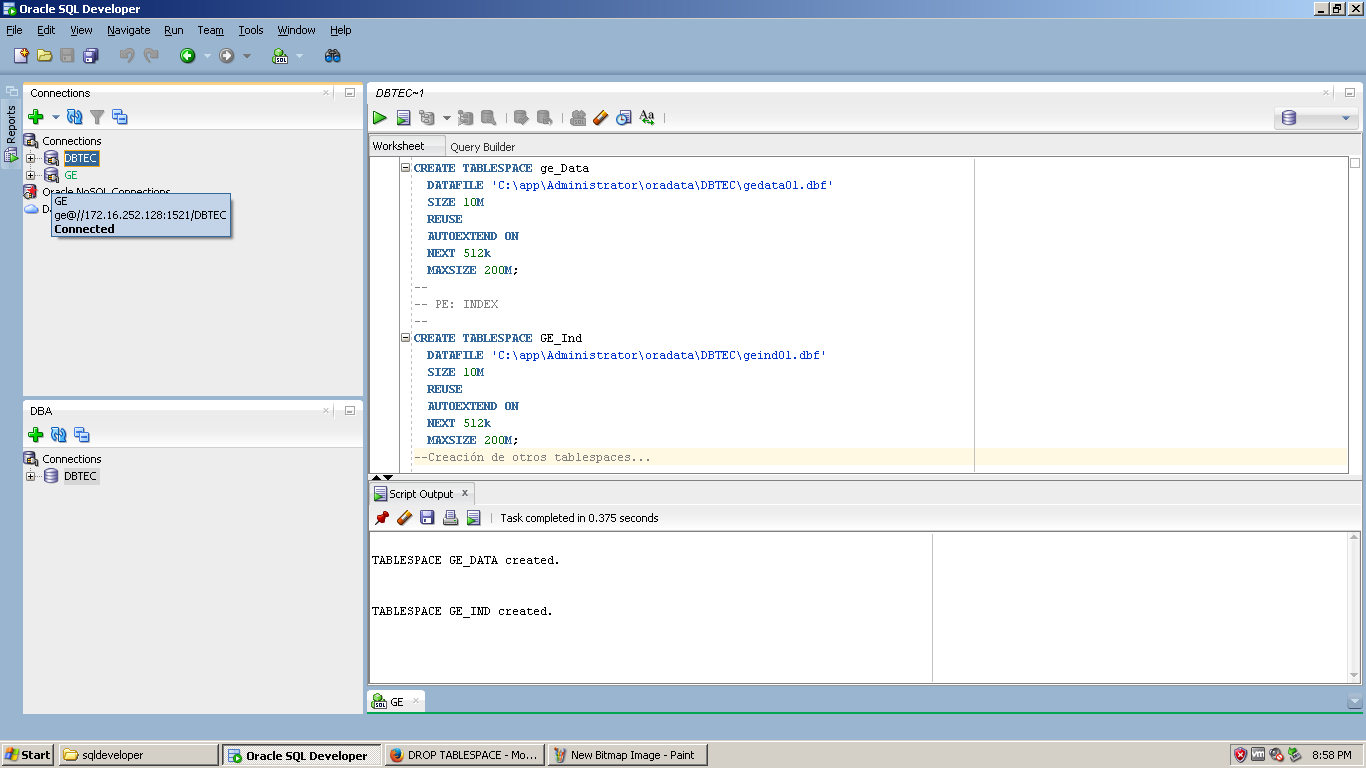 Oracle SQL Developer
File Edit View Navigate Run Team Tools Window Help
Reports
Connections
Connections
DBTEC
GE
Oracle NoSQL Connections
D
GE
ge@//172.16.252.128:1521/DBTEC
Connected
DBA
Connections
DBTEC
DBTEC~1
Worksheet Query Builder
CREATE TABLESPACE ge_Data
DATAFILE 'C:\app\Administrator\oradata\DBTEC\gedata01.dbf'
SIZE 10M
REUSE
AUTOEXTEND ON
NEXT 512k
MAXSIZE 200M;
--
-- PE: INDEX
--
CREATE TABLESPACE GE_Ind
DATAFILE 'C:\app\Administrator\oradata\DBTEC\geind01.dbf'
SIZE 10M
REUSE
AUTOEXTEND ON
NEXT 512k
MAXSIZE 200M;
--Creación de otros tablespaces...
Script Output x
Task completed in 0.375 seconds
TABLESPACE GE_DATA created.
TABLESPACE GE_IND created.
SQL GE
Start sqldeveloper Oracle SQL Developer DROP TABLESPACE - Mo... New Bitmap Image - Paint 8:58 PM